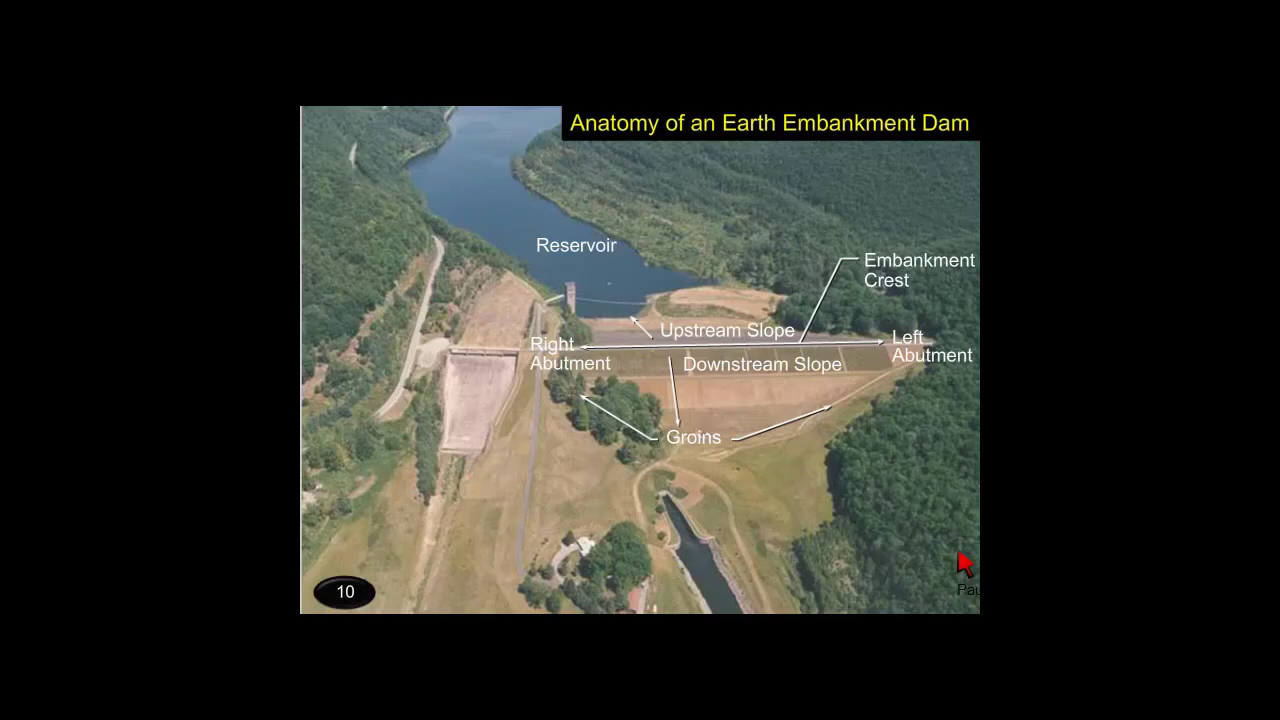 Anatomy of an Earth Embankment Dam
Reservoir
Embankment
Crest
Upstream Slope
Right
Abutment
Left
Abutment
Downstream Slope
Groins
10